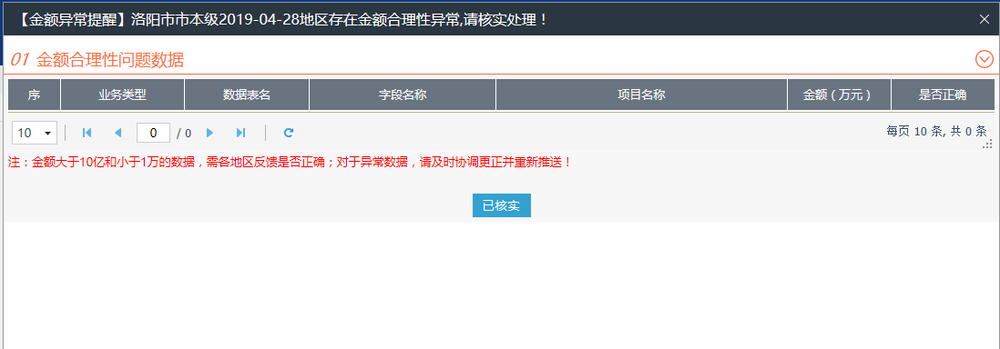 【金额异常提醒】洛阳市市本级2019-04-28地区存在金额合理性异常,请核实处理！
01 金额合理性问题数据
序 业务类型 数据表名 字段名称 项目名称 金额（万元） 是否正确
10 0 / 0 每页 10 条, 共 0 条
注：金额大于10亿和小于1万的数据，需各地区反馈是否正确；对于异常数据，请及时协调更正并重新推送！
已核实